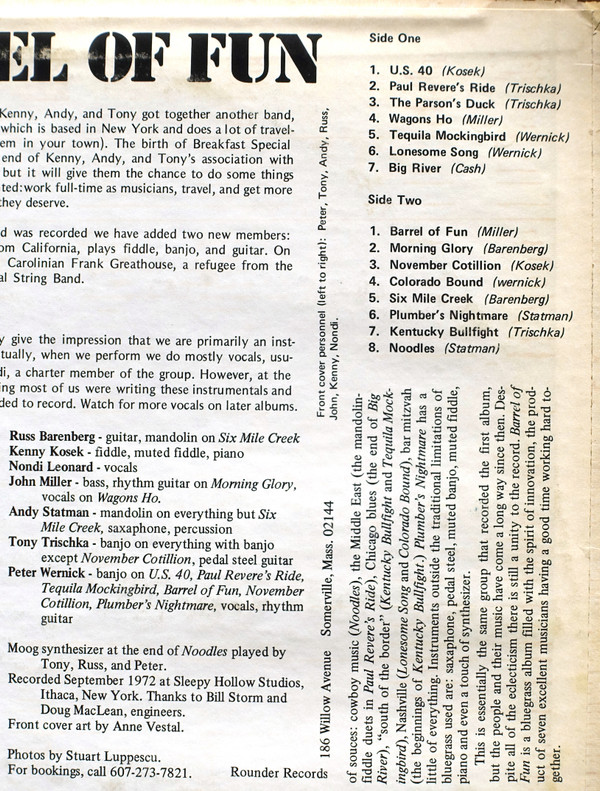 EL OF FUN
Kenny, Andy, and Tony got together another band,
which is based in New York and does a lot of travel-
em in your town). The birth of Breakfast Special
end of Kenny, Andy, and Tony's association with
but it will give them the chance to do some things
ted:work full-time as musicians, travel, and get more
they deserve.
d was recorded we have added two new members:
om California, plays fiddle, banjo, and guitar. On
Carolinian Frank Greathouse, a refugee from the
al String Band.
y give the impression that we are primarily an inst-
tually, when we perform we do mostly vocals, usu-
di, a charter member of the group. However, at the
ing most of us were writing these instrumentals and
ded to record. Watch for more vocals on later albums.
Russ Barenberg - guitar, mandolin on Six Mile Creek
Kenny Kosek - fiddle, muted fiddle, piano
Nondi Leonard - vocals
John Miller - bass, rhythm guitar on Morning Glory,
vocals on Wagons Ho.
Andy Statman - mandolin on everything but Six
Mile Creek, saxophone, percussion
Tony Trischka - banjo on everything with banjo
except November Cotillion, pedal steel guitar
Peter Wernick - banjo on U.S. 40, Paul Revere's Ride,
Tequila Mockingbird, Barrel of Fun, November
Cotillion, Plumber's Nightmare, vocals, rhythm
guitar
Moog synthesizer at the end of Noodles played by
Tony, Russ, and Peter.
Recorded September 1972 at Sleepy Hollow Studios,
Ithaca, New York. Thanks to Bill Storm and
Doug MacLean, engineers.
Front cover art by Anne Vestal.
Photos by Stuart Luppescu.
For bookings, call 607-273-7821.
Rounder Records
186 Willow Avenue Somerville, Mass. 02144
Front cover personnel (left to right): Peter, Tony, Andy, Russ,
John, Kenny, Nondi.
Side One
1. U.S. 40 (Kosek)
2. Paul Revere's Ride (Trischka)
3. The Parson's Duck (Trischka)
4. Wagons Ho (Miller)
5. Tequila Mockingbird (Wernick)
6. Lonesome Song (Wernick)
7. Big River (Cash)
Side Two
1. Barrel of Fun (Miller)
2. Morning Glory (Barenberg)
3. November Cotillion (Kosek)
4. Colorado Bound (wernick)
5. Six Mile Creek (Barenberg)
6. Plumber's Nightmare (Statman)
7. Kentucky Bullfight (Trischka)
8. Noodles (Statman)
of souces: cowboy music (Noodles), the Middle East (the mandolin-
fiddle duets in Paul Revere's Ride), Chicago blues (the end of Big
River), "south of the border" (Kentucky Bullfight and Tequila Mock-
ingbird), Nashville (Lonesome Song and Colorado Bound), bar mitzvah
(the beginnings of Kentucky Bullfight.) Plumber's Nightmare has a
little of everything. Instruments outside the traditional limitations of
bluegrass used are: saxophone, pedal steel, muted banjo, muted fiddle,
piano and even a touch of synthesizer.
This is essentially the same group that recorded the first album,
but the people and their music have come a long way since then. Des-
pite all of the eclecticism there is still a unity to the record. Barrel of
Fun is a bluegrass album filled with the spirit of innovation, the prod-
uct of seven excellent musicians having a good time working hard to-
gether.